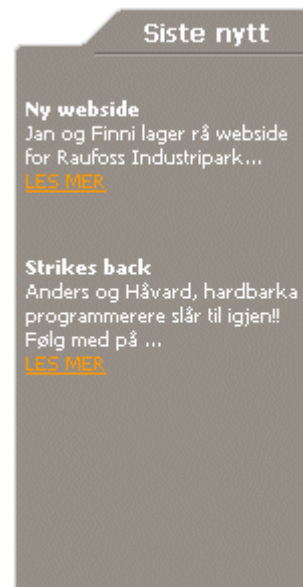 Siste nytt
Ny webside
Jan og Finni lager rå webside
for Raufoss Industripark...
LES MER
Strikes back
Anders og Håvard, hardbarka
programmerere slår til igjen!!
Følg med på ...
LES MER